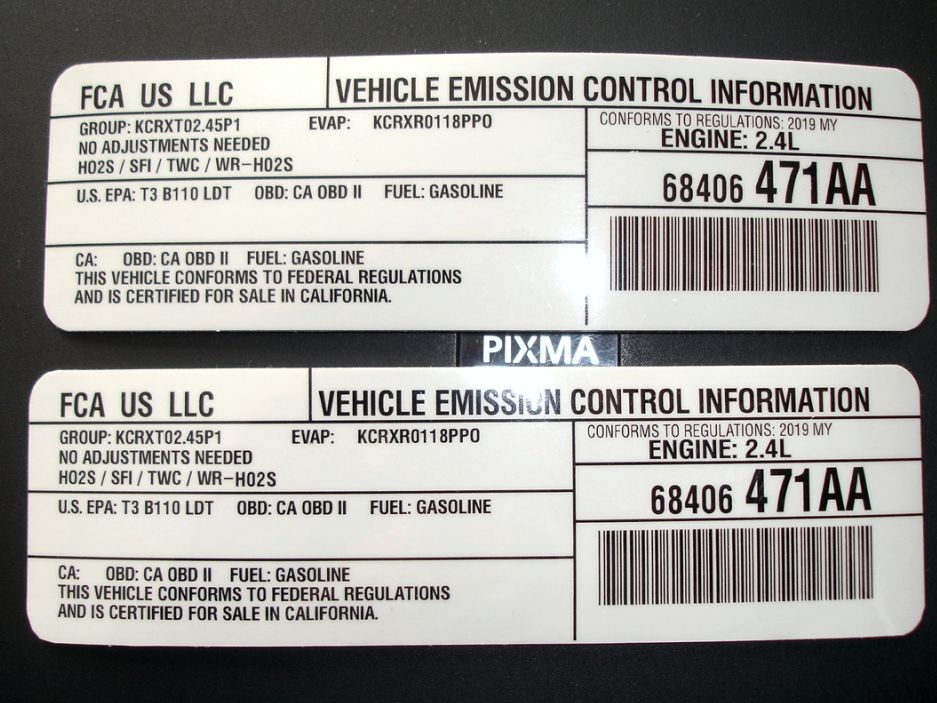 FCA US LLC
VEHICLE EMISSION CONTROL INFORMATION
GROUP: KCRXT02.45P1 EVAP: KCRXR0118PP0
NO ADJUSTMENTS NEEDED
HO2S / SFI / TWC / WR-HO2S
U.S. EPA: T3 B110 LDT OBD: CA OBD II FUEL: GASOLINE
CA: OBD: CA OBD II FUEL: GASOLINE
THIS VEHICLE CONFORMS TO FEDERAL REGULATIONS
AND IS CERTIFIED FOR SALE IN CALIFORNIA.
CONFORMS TO REGULATIONS: 2019 MY
ENGINE: 2.4L
68406 471AA
PIXMA
FCA US LLC
VEHICLE EMISSION CONTROL INFORMATION
GROUP: KCRXT02.45P1 EVAP: KCRXR0118PP0
NO ADJUSTMENTS NEEDED
HO2S / SFI / TWC / WR-HO2S
U.S. EPA: T3 B110 LDT OBD: CA OBD II FUEL: GASOLINE
CA: OBD: CA OBD II FUEL: GASOLINE
THIS VEHICLE CONFORMS TO FEDERAL REGULATIONS
AND IS CERTIFIED FOR SALE IN CALIFORNIA.
CONFORMS TO REGULATIONS: 2019 MY
ENGINE: 2.4L
68406 471AA